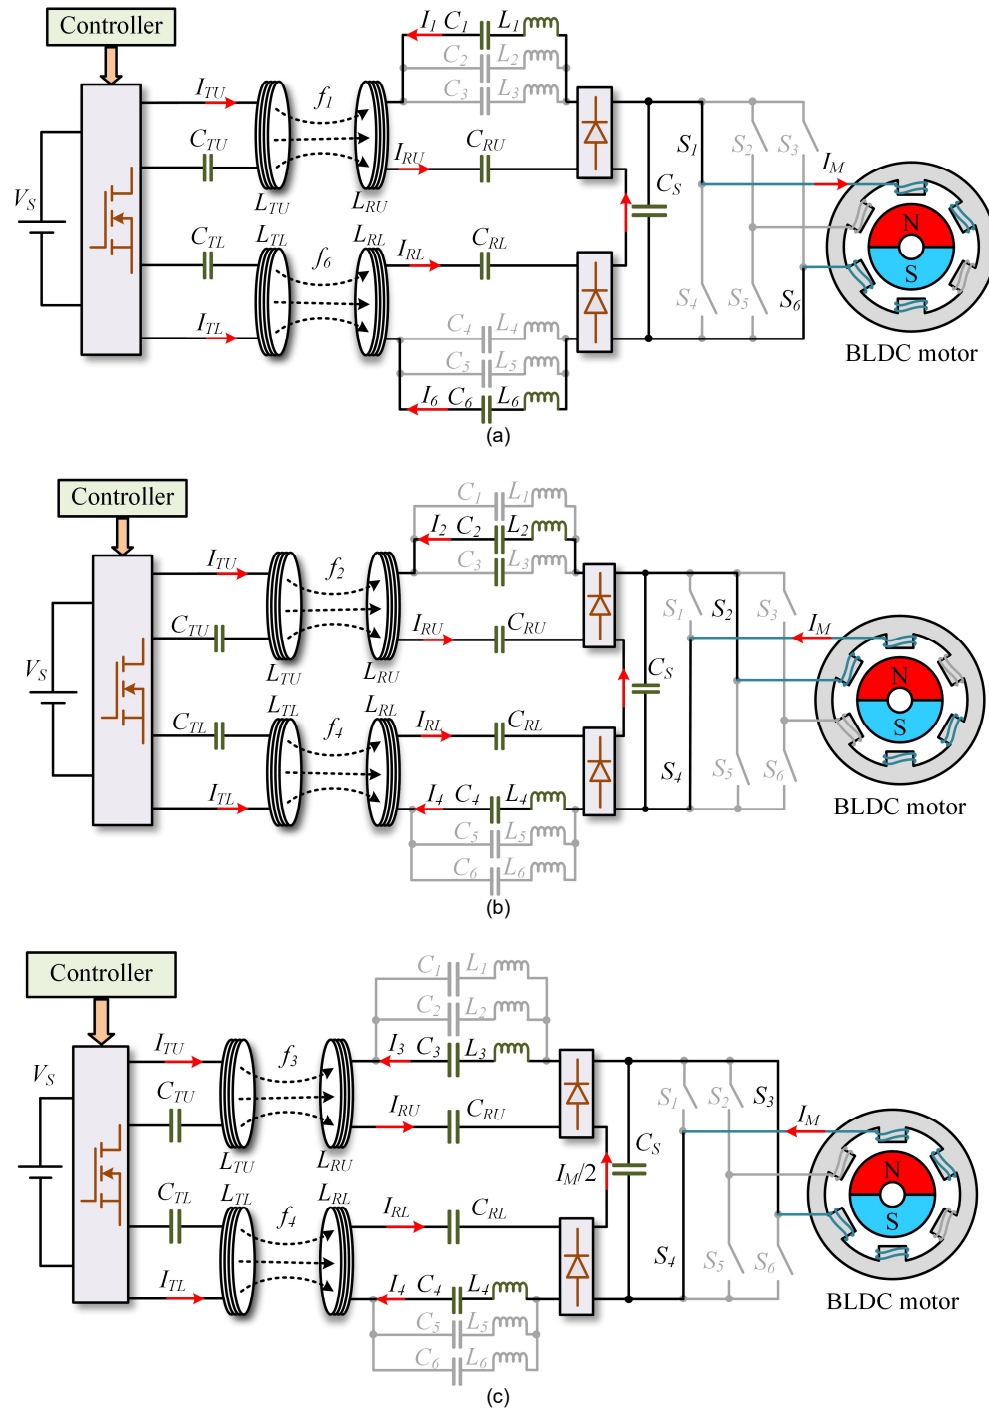 Controller
I1 C1 L1
C2 L2
C3 L3
ITU
f1
CTU
IRU
CRU
S1
S2
S3
IM
VS
LTU
LRU
CS
N
S
CTL
LTL
f6
LRL
IRL
CRL
S4
S5
S6
ITL
C4 L4
C5 L5
I6 C6 L6
BLDC motor
(a)
Controller
C1 L1
I2 C2 L2
C3 L3
ITU
f2
CTU
IRU
CRU
S1
S2
S3
IM
VS
LTU
LRU
CS
N
S
CTL
LTL
f4
LRL
IRL
CRL
S4
S5
S6
ITL
I4 C4 L4
C5 L5
C6 L6
BLDC motor
(b)
Controller
C1 L1
C2 L2
I3 C3 L3
ITU
f3
VS
CTU
IRU
CRU
S1
S2
S3
IM
LTU
LRU
IM/2
CS
N
S
CTL
LTL
f4
LRL
IRL
CRL
S4
S5
S6
ITL
I4 C4 L4
C5 L5
C6 L6
BLDC motor
(c)